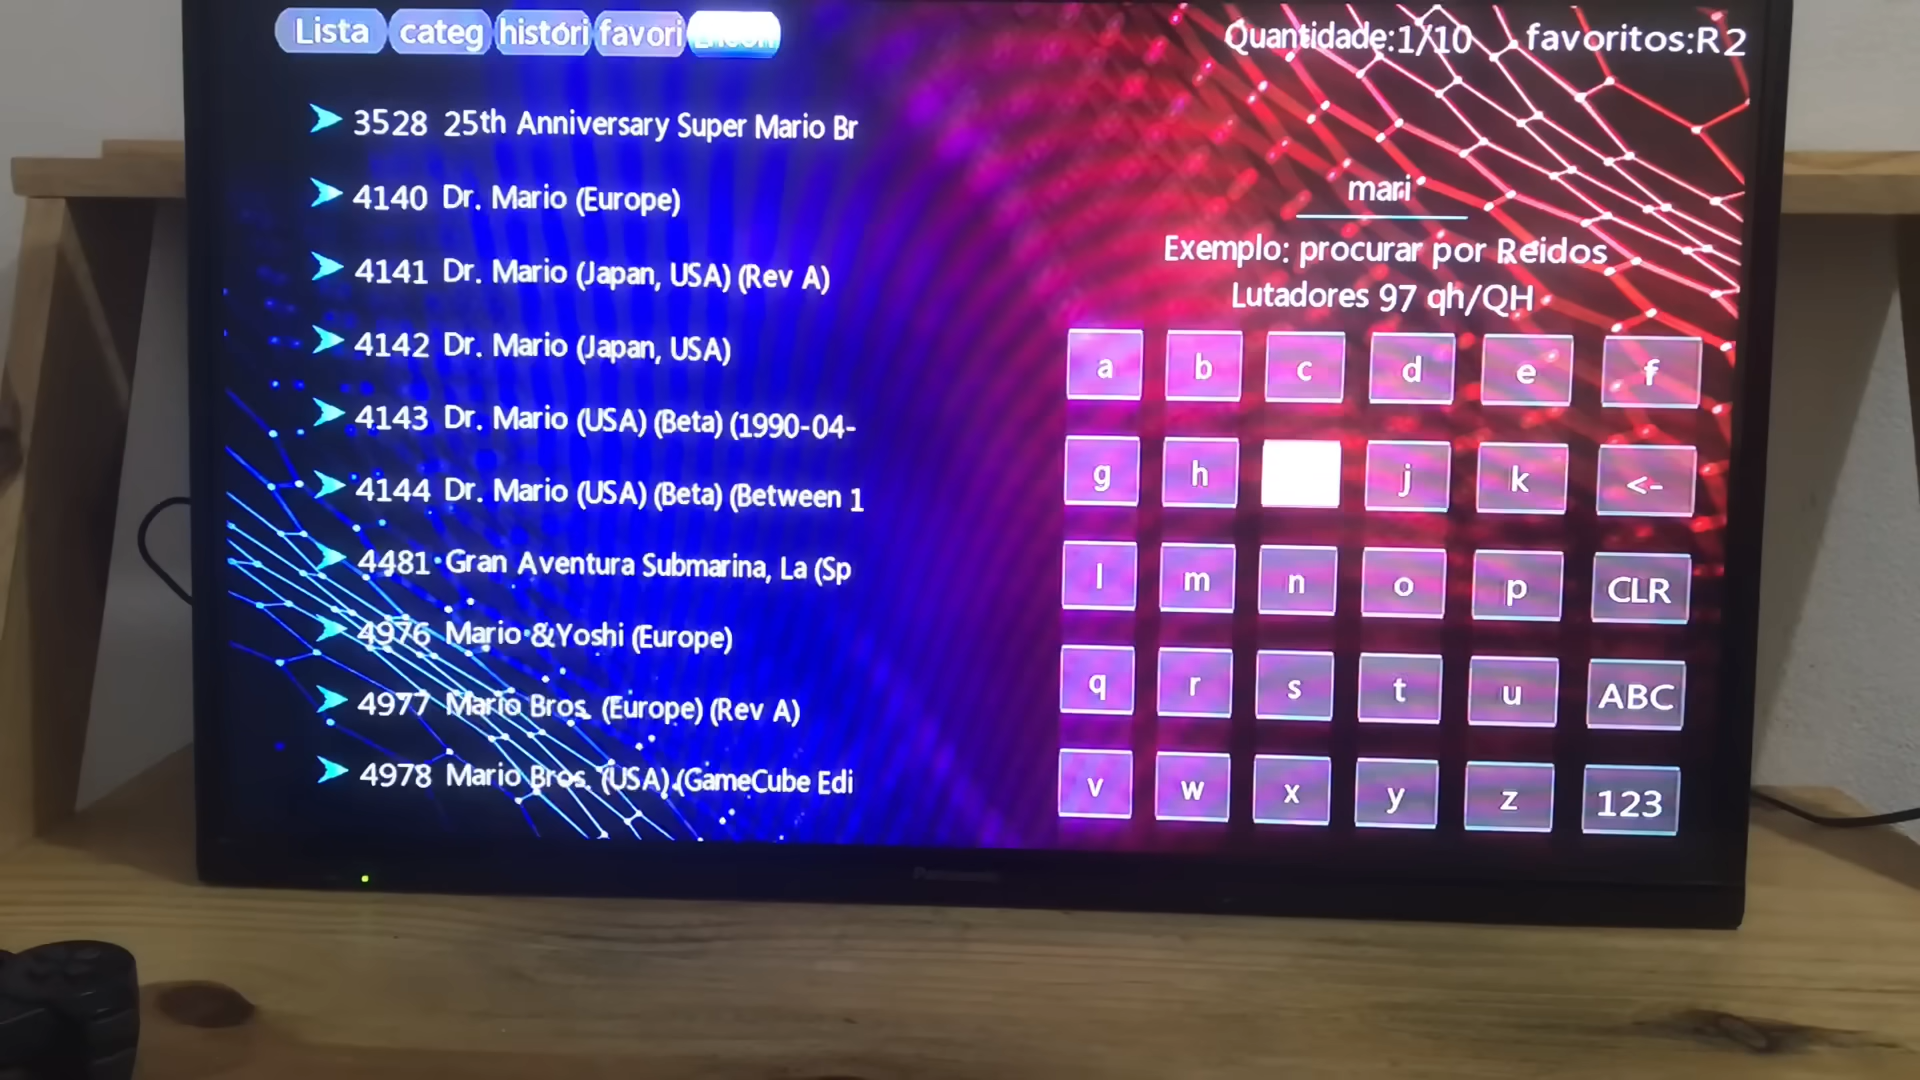 Lista categ históri favori Encon
Quantidade:1/10 favoritos:R2
3528 25th Anniversary Super Mario Br
4140 Dr. Mario (Europe)
4141 Dr. Mario (Japan, USA) (Rev A)
4142 Dr. Mario (Japan, USA)
4143 Dr. Mario (USA) (Beta) (1990-04-
4144 Dr. Mario (USA) (Beta) (Between 1
4481 Gran Aventura Submarina, La (Sp
4976 Mario &Yoshi (Europe)
4977 Mario Bros. (Europe) (Rev A)
4978 Mario Bros. (USA) (GameCube Edi
mari
Exemplo: procurar por Reidos
Lutadores 97 qh/QH
a b c d e f
g h j k <-
l m n o p CLR
q r s t u ABC
v w x y z 123
Panasonic